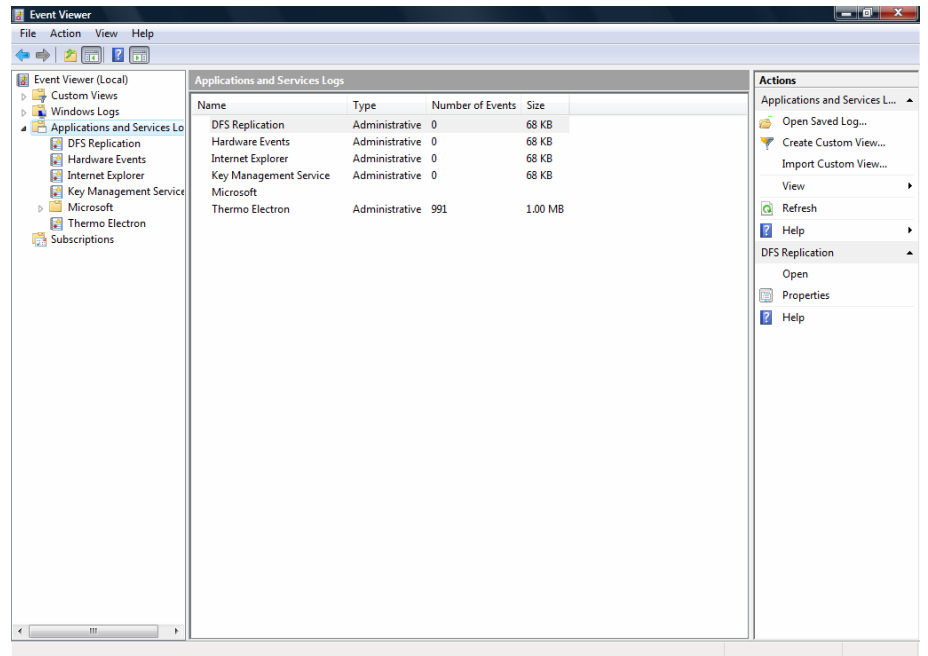 Event Viewer
File Action View Help
Event Viewer (Local)
Custom Views
Windows Logs
Applications and Services Lo
DFS Replication
Hardware Events
Internet Explorer
Key Management Service
Microsoft
Thermo Electron
Subscriptions
Applications and Services Logs
Name Type Number of Events Size
DFS Replication Administrative 0 68 KB
Hardware Events Administrative 0 68 KB
Internet Explorer Administrative 0 68 KB
Key Management Service Administrative 0 68 KB
Microsoft
Thermo Electron Administrative 991 1.00 MB
Actions
Applications and Services L...
Open Saved Log...
Create Custom View...
Import Custom View...
View
Refresh
Help
DFS Replication
Open
Properties
Help